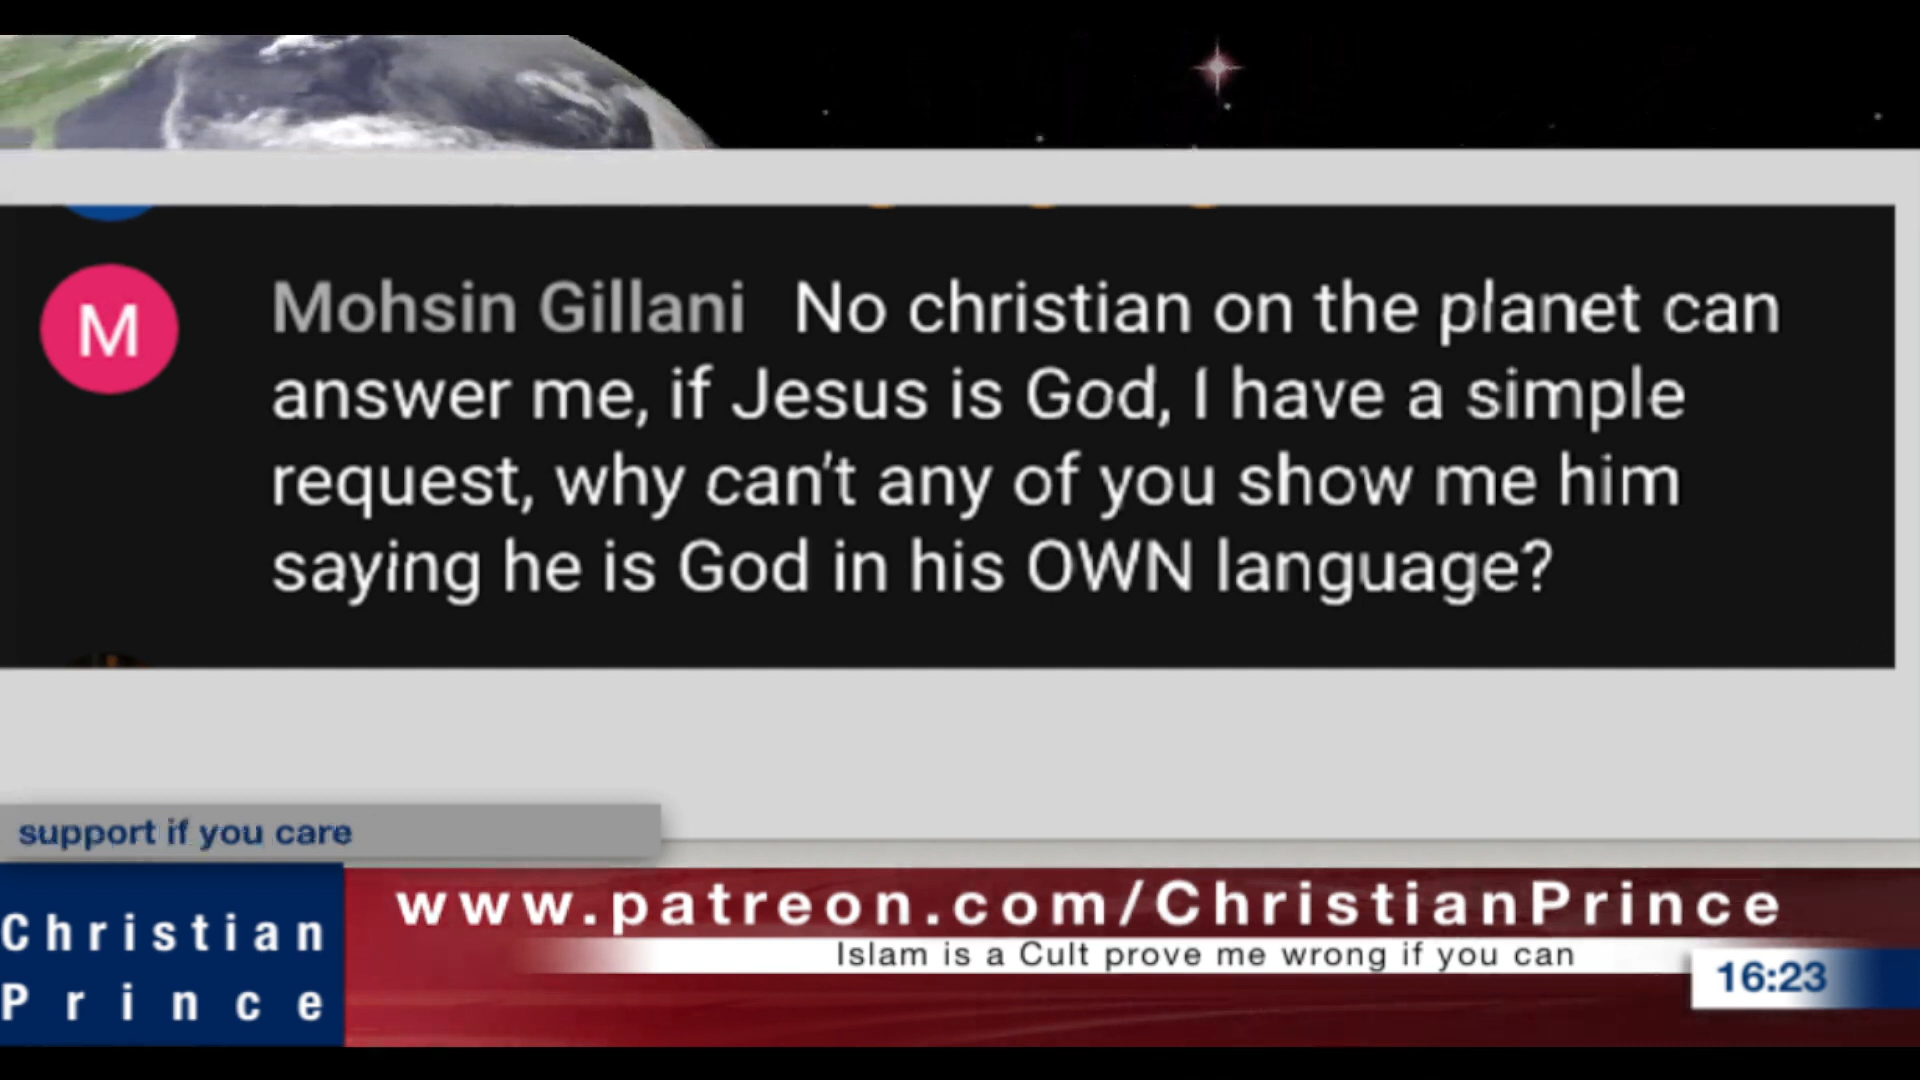 M
Mohsin Gillani No christian on the planet can
answer me, if Jesus is God, I have a simple
request, why can't any of you show me him
saying he is God in his OWN language?
support if you care
Christian
Prince
www.patreon.com/ChristianPrince
Islam is a Cult prove me wrong if you can
16:23